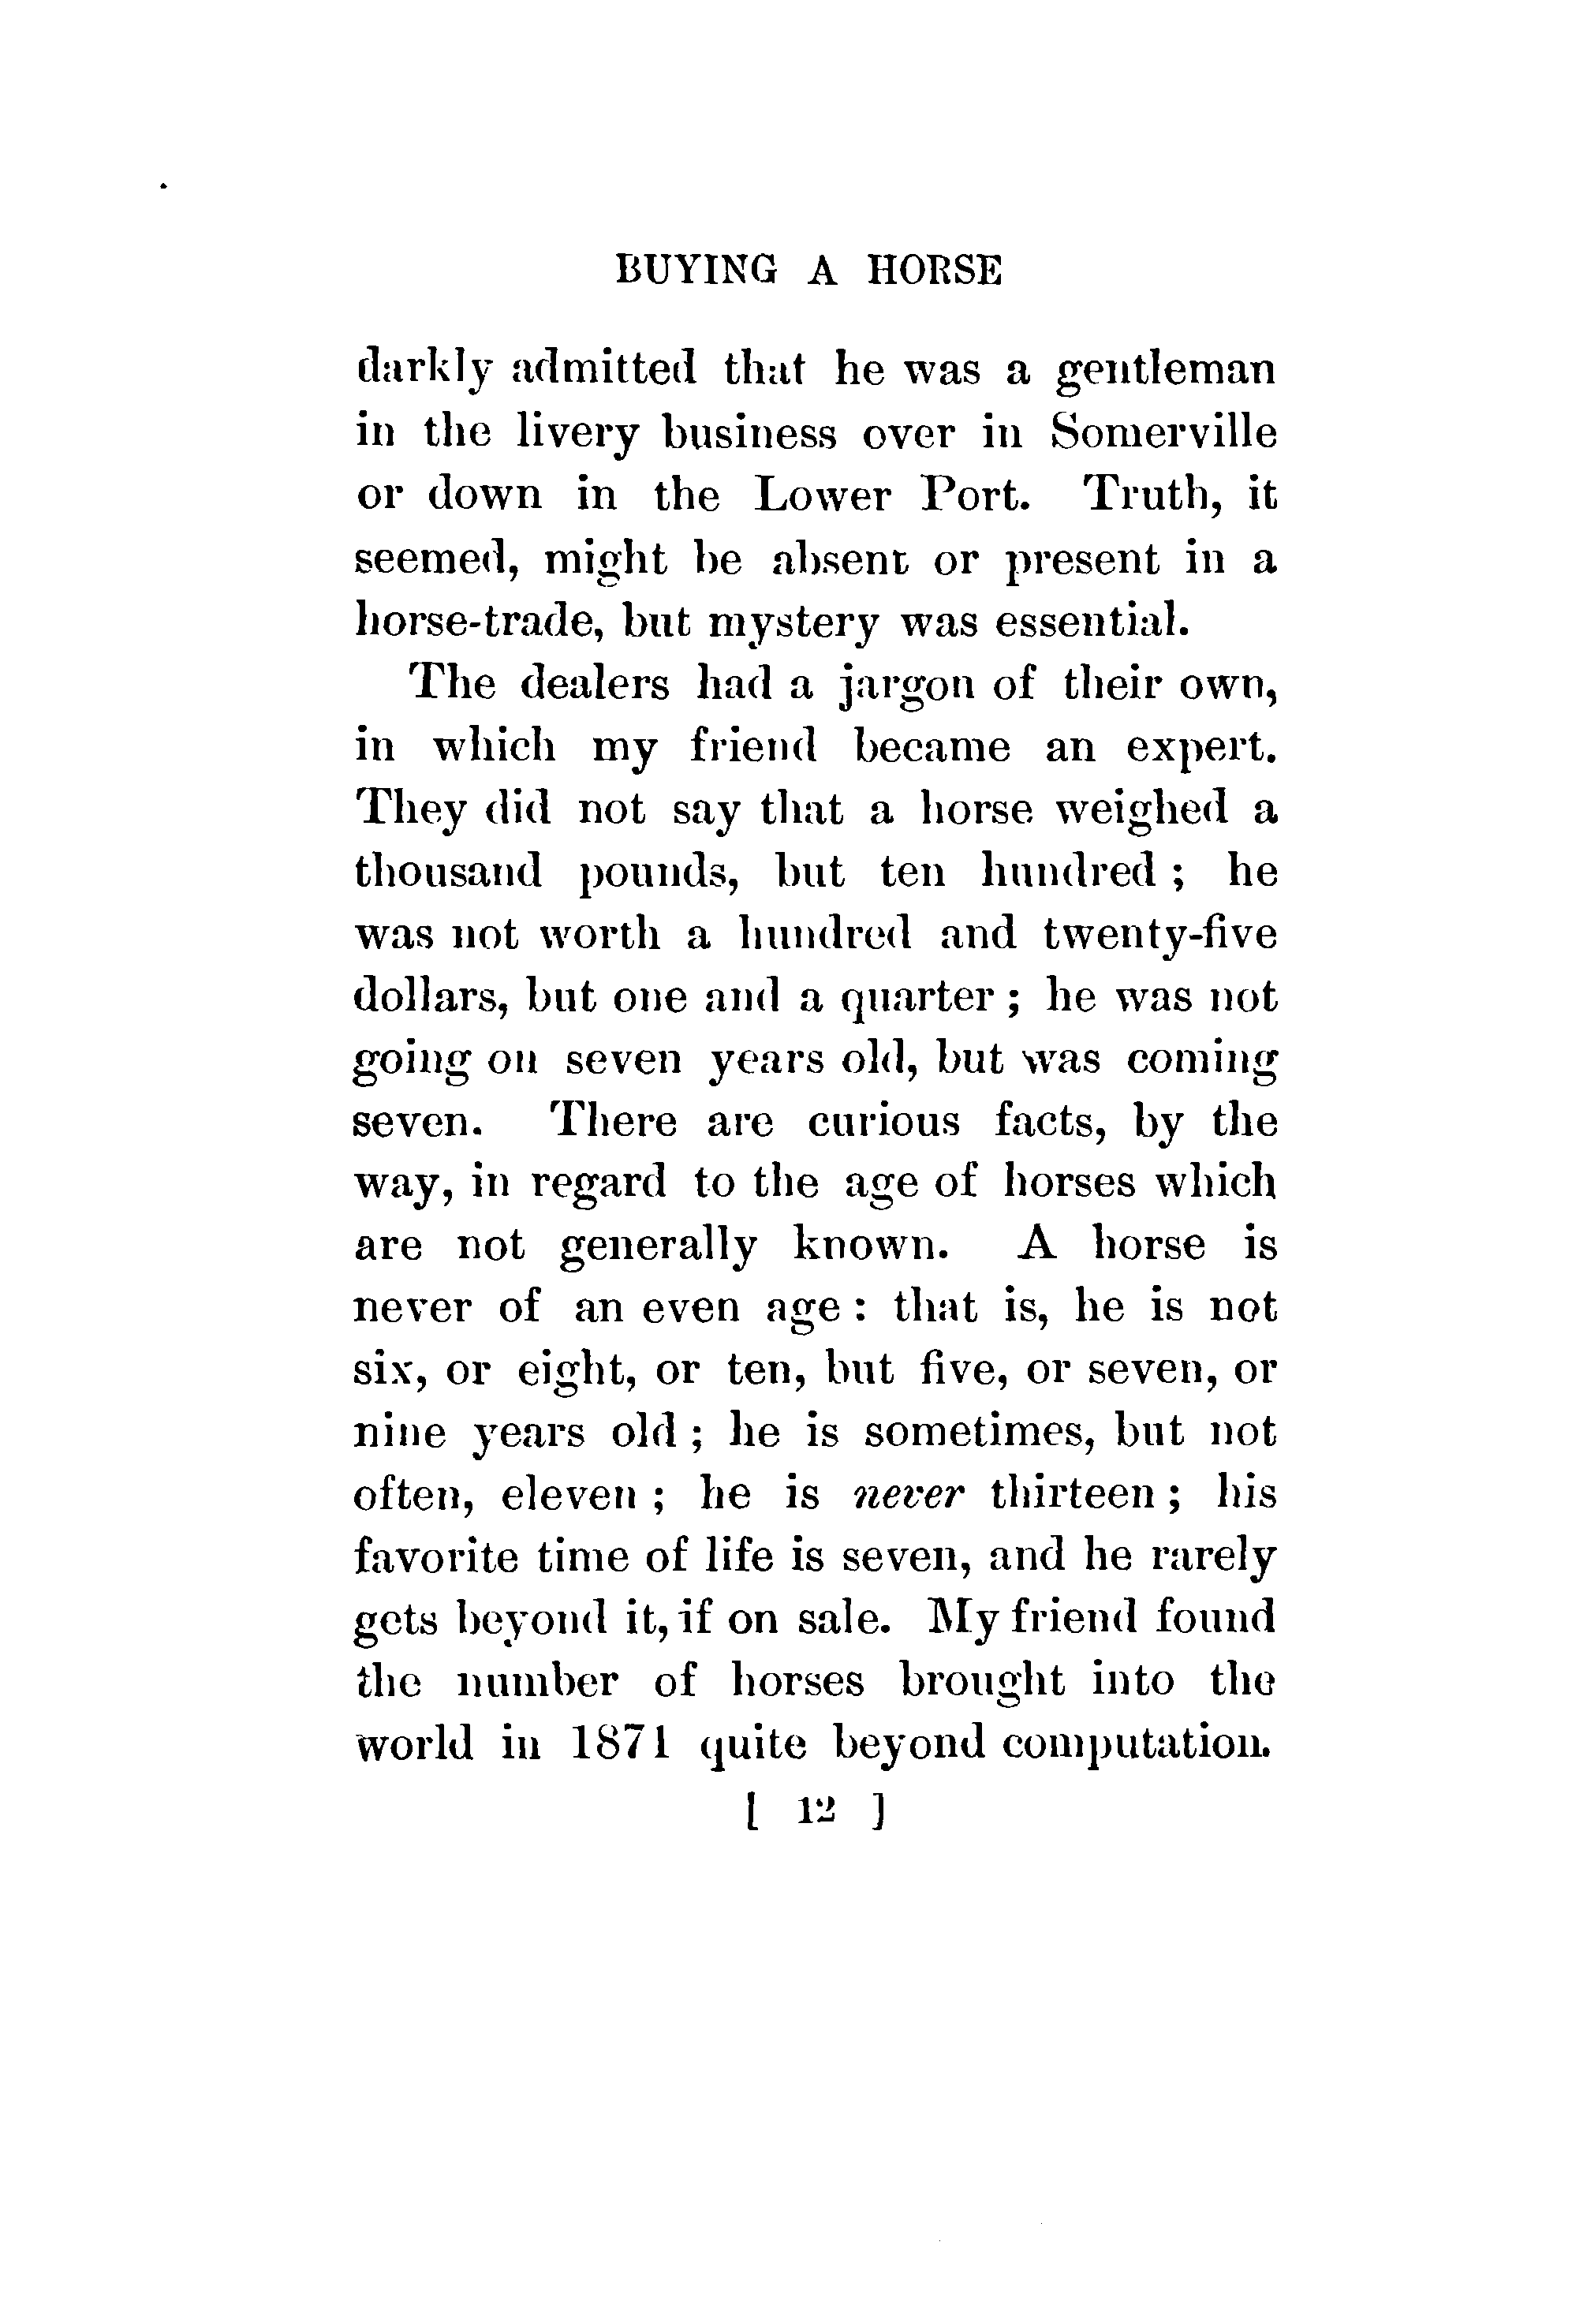 BUYING A HORSE
darkly admitted that he was a gentleman
in the livery business over in Somerville
or down in the Lower Port. Truth, it
seemed, might be absent or present in a
horse-trade, but mystery was essential.
The dealers had a jargon of their own,
in which my friend became an expert.
They did not say that a horse weighed a
thousand pounds, but ten hundred ; he
was not worth a hundred and twenty-five
dollars, but one and a quarter ; he was not
going on seven years old, but was coming
seven. There are curious facts, by the
way, in regard to the age of horses which
are not generally known. A horse is
never of an even age : that is, he is not
six, or eight, or ten, but five, or seven, or
nine years old ; he is sometimes, but not
often, eleven ; he is never thirteen ; his
favorite time of life is seven, and he rarely
gets beyond it, if on sale. My friend found
the number of horses brought into the
world in 1871 quite beyond computation.
[ 12 ]